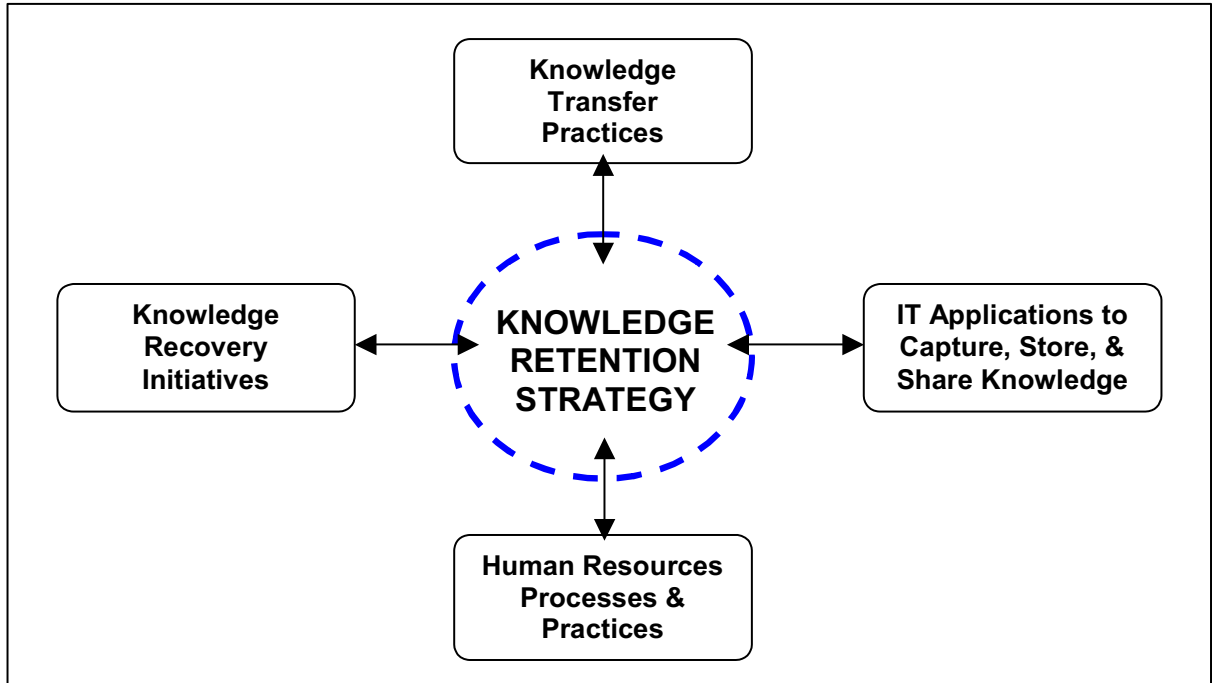 Knowledge
Transfer
Practices
Knowledge
Recovery
Initiatives
KNOWLEDGE
RETENTION
STRATEGY
IT Applications to
Capture, Store, &
Share Knowledge
Human Resources
Processes &
Practices